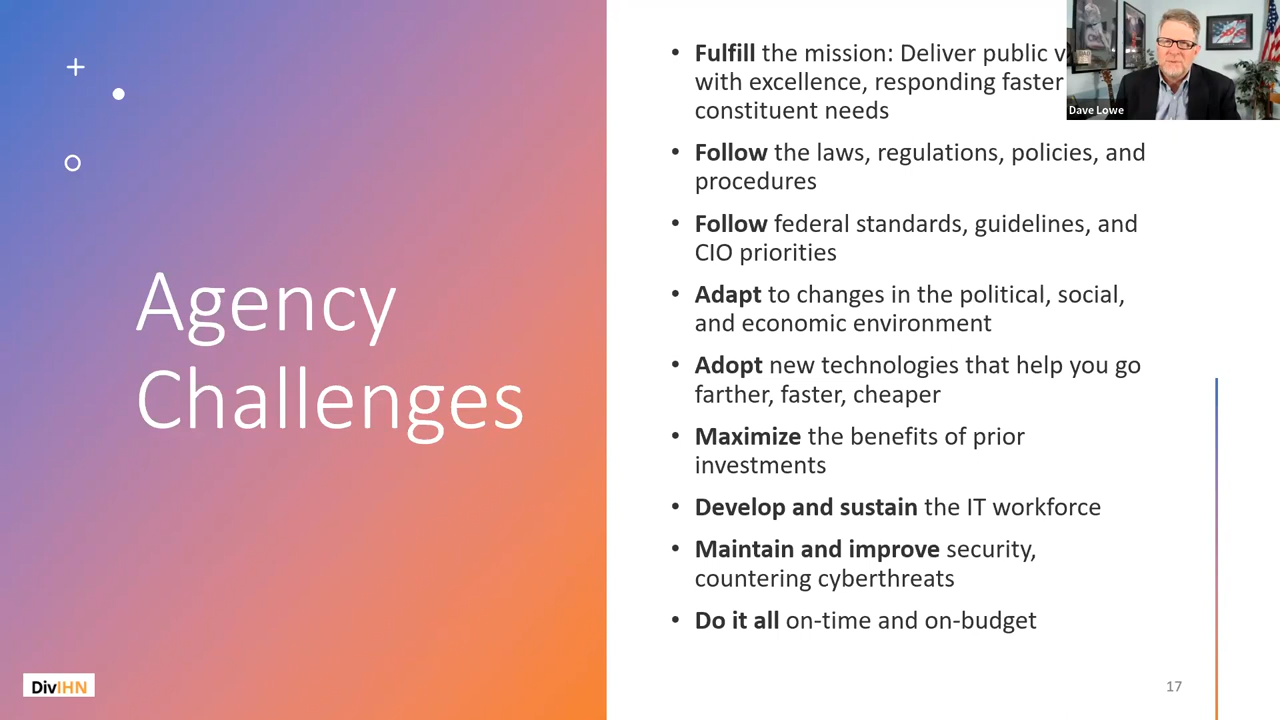 Agency
Challenges
• Fulfill the mission: Deliver public
with excellence, responding faster
constituent needs
• Follow the laws, regulations, policies, and
procedures
• Follow federal standards, guidelines, and
CIO priorities
• Adapt to changes in the political, social,
and economic environment
• Adopt new technologies that help you go
farther, faster, cheaper
• Maximize the benefits of prior
investments
• Develop and sustain the IT workforce
• Maintain and improve security,
countering cyberthreats
• Do it all on-time and on-budget
Dave Lowe
DivIHN
17